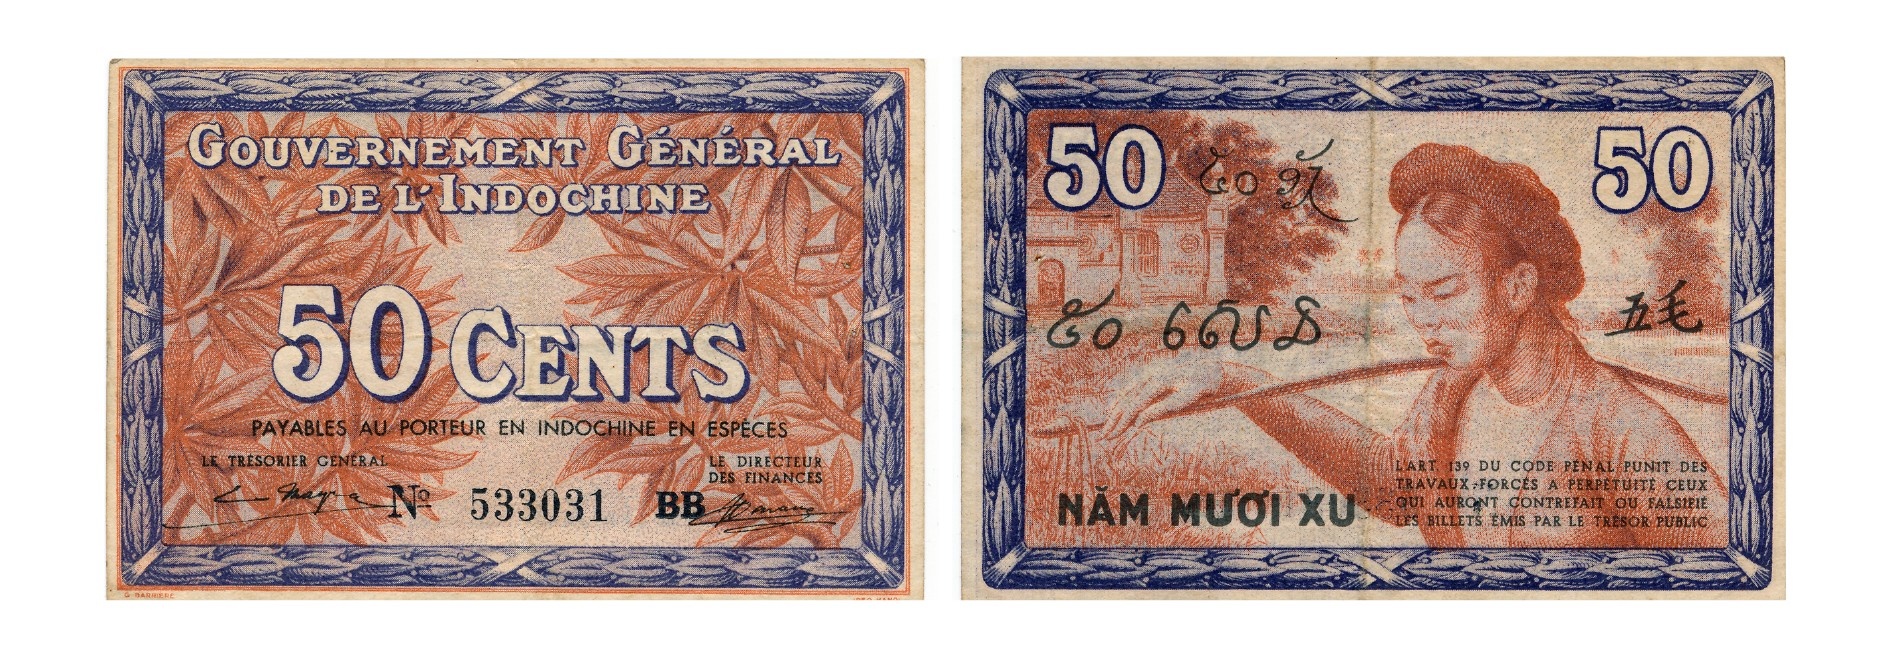 GOUVERNEMENT GÉNÉRAL
DE L'INDOCHINE
50 CENTS
PAYABLES AU PORTEUR EN INDOCHINE EN ESPÈCES
LE TRÉSORIER GÉNÉRAL
LE DIRECTEUR
DES FINANCES
Nº 533031 BB
G. BARRIÈRE
50
50
五毛
NĂM MƯƠI XU
L'ART. 139 DU CODE PÉNAL PUNIT DES
TRAVAUX-FORCÉS A PERPÉTUITÉ CEUX
QUI AURONT CONTREFAIT OU FALSIFIÉ
LES BILLETS ÉMIS PAR LE TRÉSOR PUBLIC